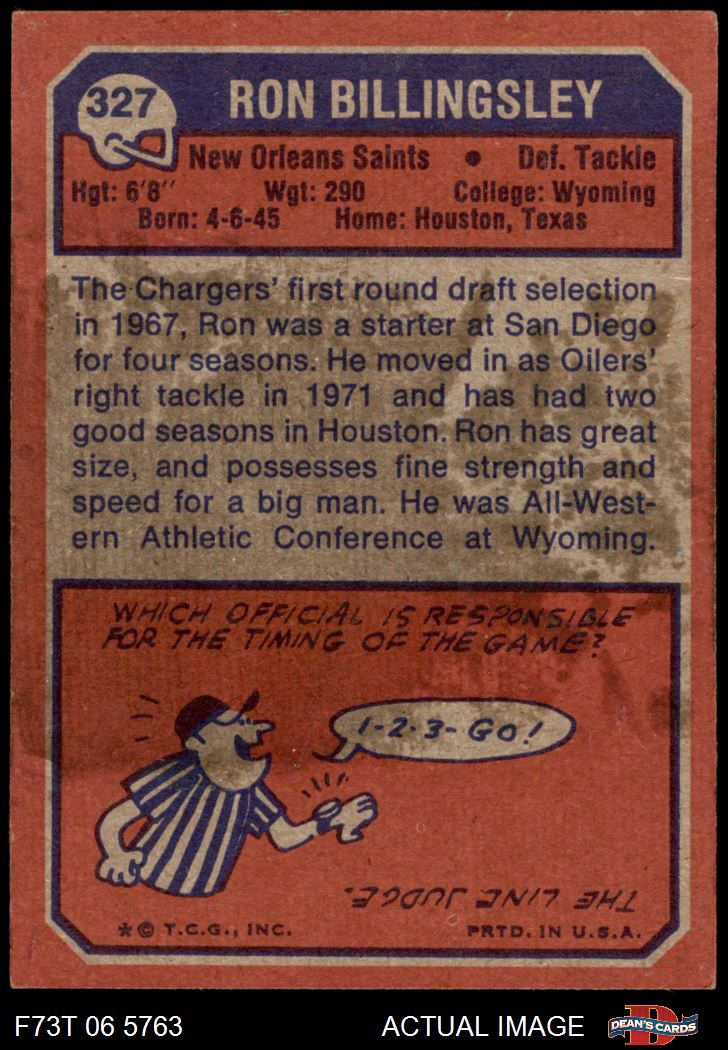 327
RON BILLINGSLEY
New Orleans Saints • Def. Tackle
Hgt: 6'8" Wgt: 290 College: Wyoming
Born: 4-6-45 Home: Houston, Texas
The Chargers' first round draft selection
in 1967, Ron was a starter at San Diego
for four seasons. He moved in as Oilers'
right tackle in 1971 and has had two
good seasons in Houston. Ron has great
size, and possesses fine strength and
speed for a big man. He was All-West-
ern Athletic Conference at Wyoming.
WHICH OFFICIAL IS RESPONSIBLE
FOR THE TIMING OF THE GAME?
1-2-3-GO!
THE LINE JUDGE.
*© T.C.G., INC. PRTD. IN U.S.A.
F73T 06 5763 ACTUAL IMAGE DEAN'S CARDS